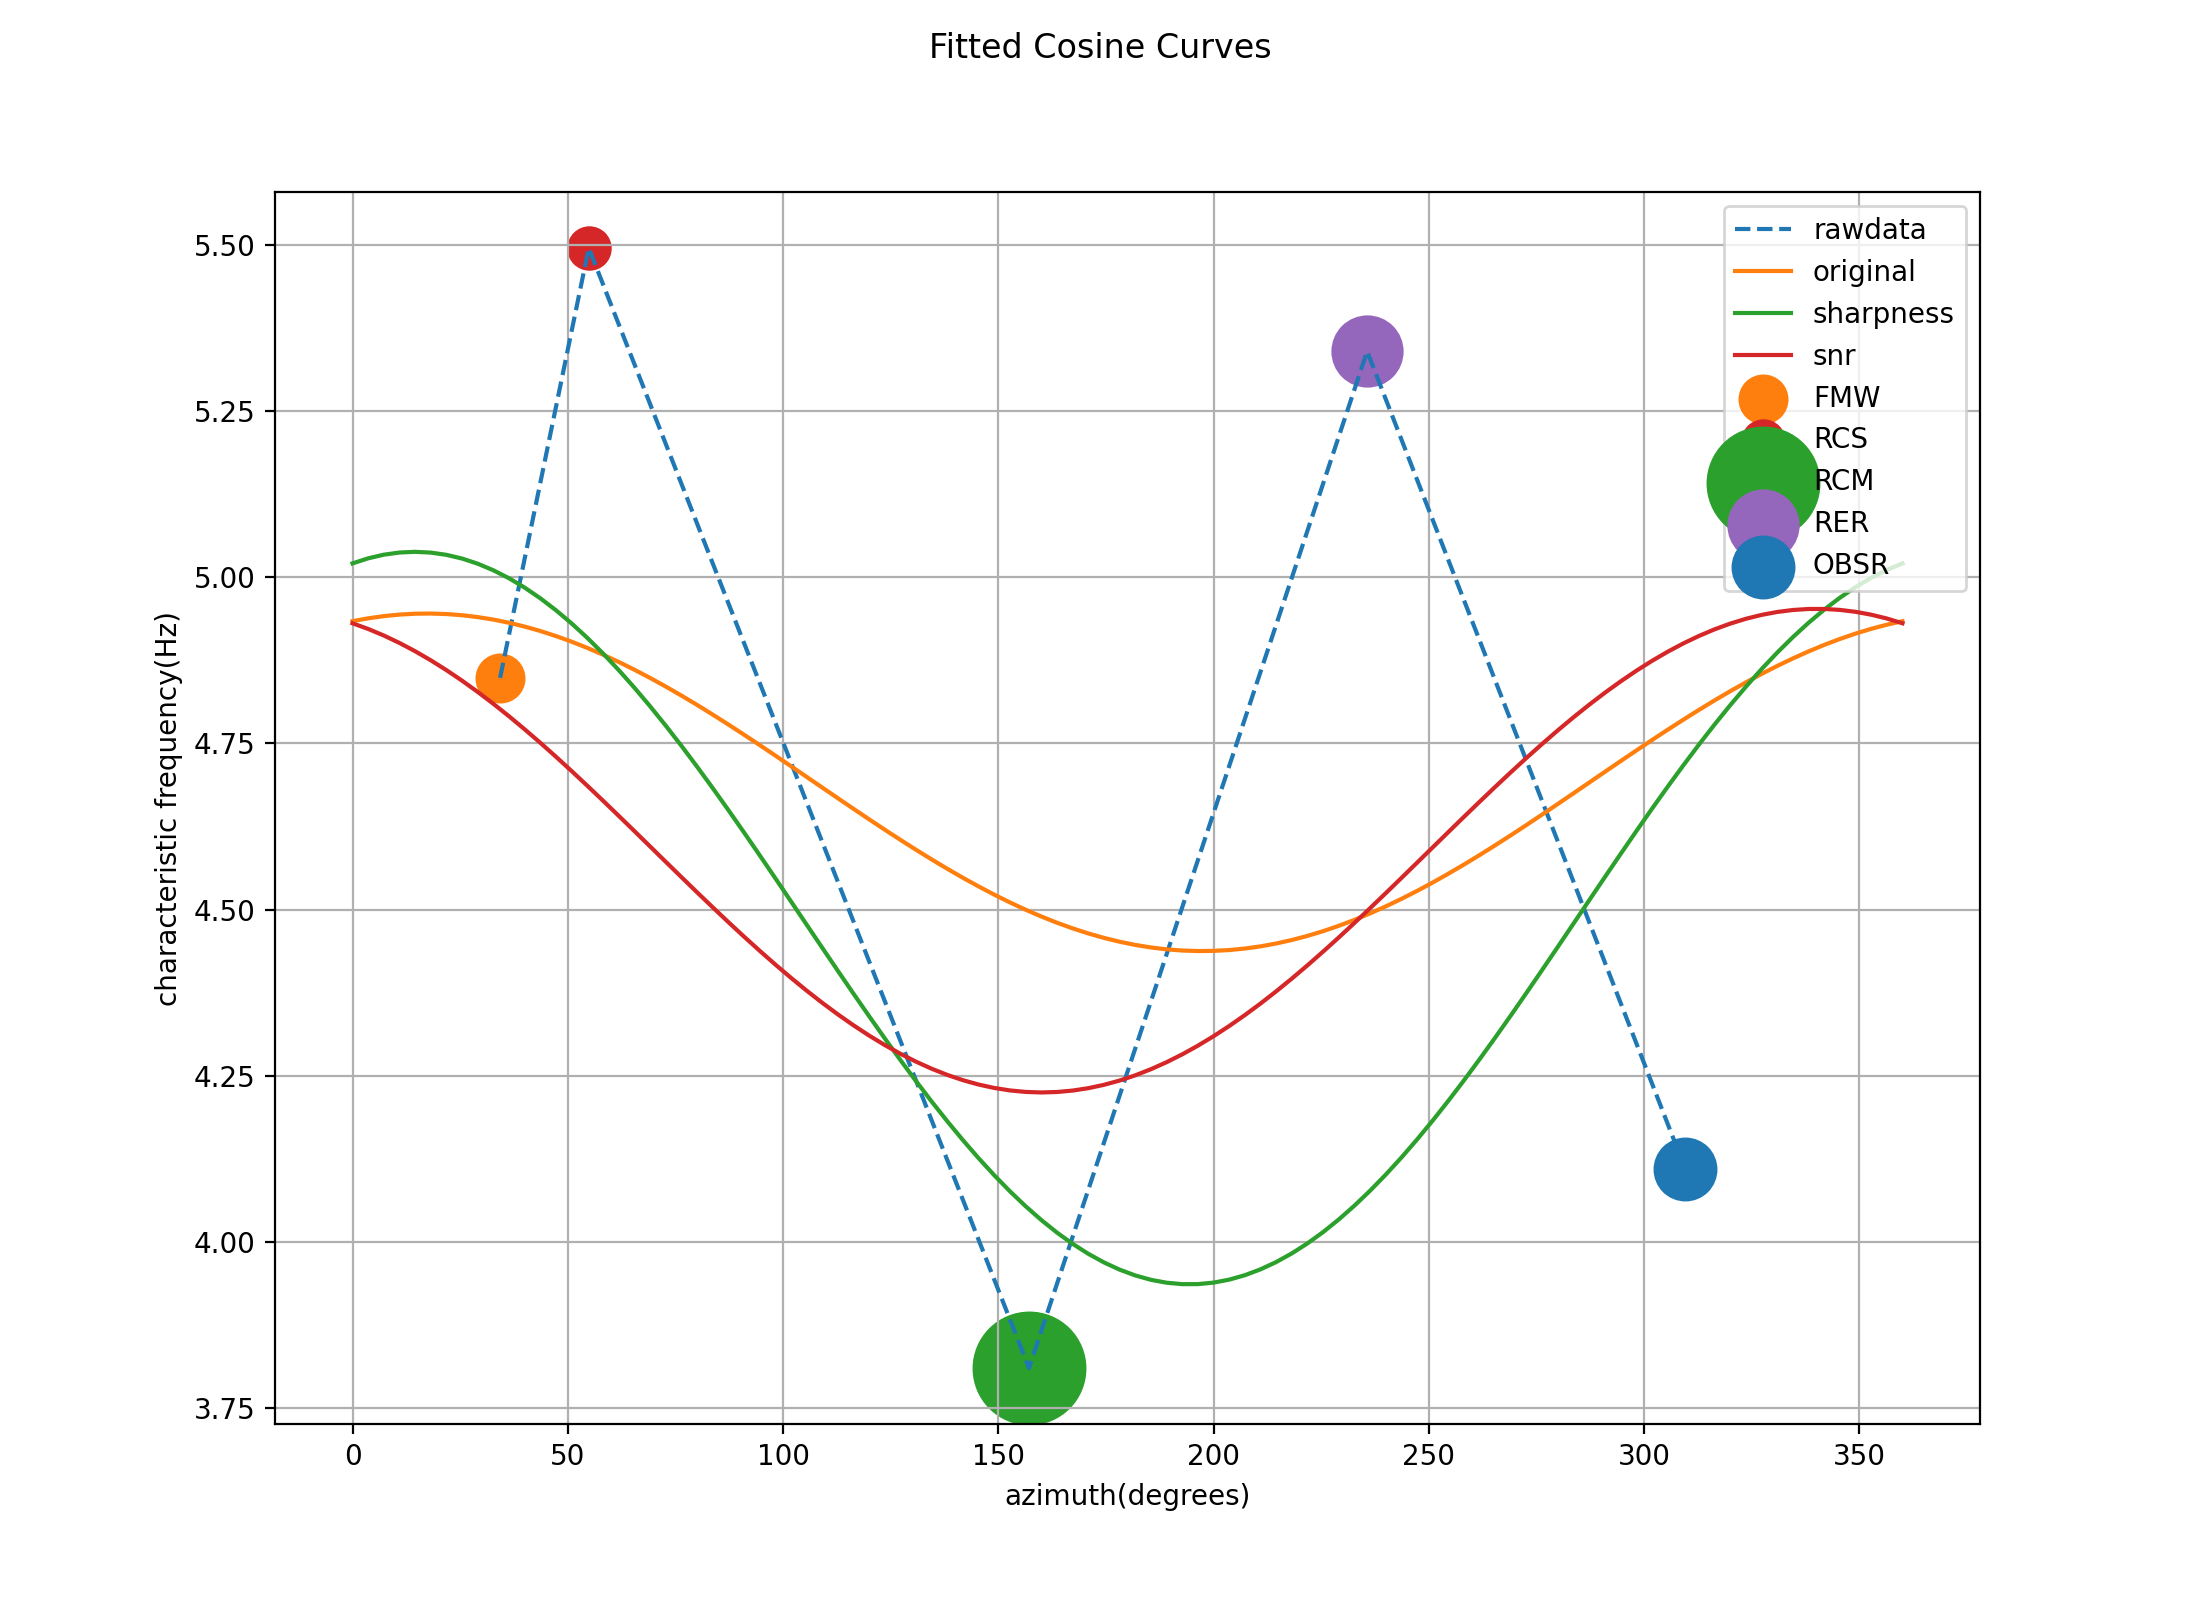 Fitted Cosine Curves
rawdata
original
sharpness
snr
FMW
RCS
RCM
RER
OBSR
5.50
5.25
5.00
4.75
4.50
4.25
4.00
3.75
characteristic frequency(Hz)
0 50 100 150 200 250 300 350
azimuth(degrees)